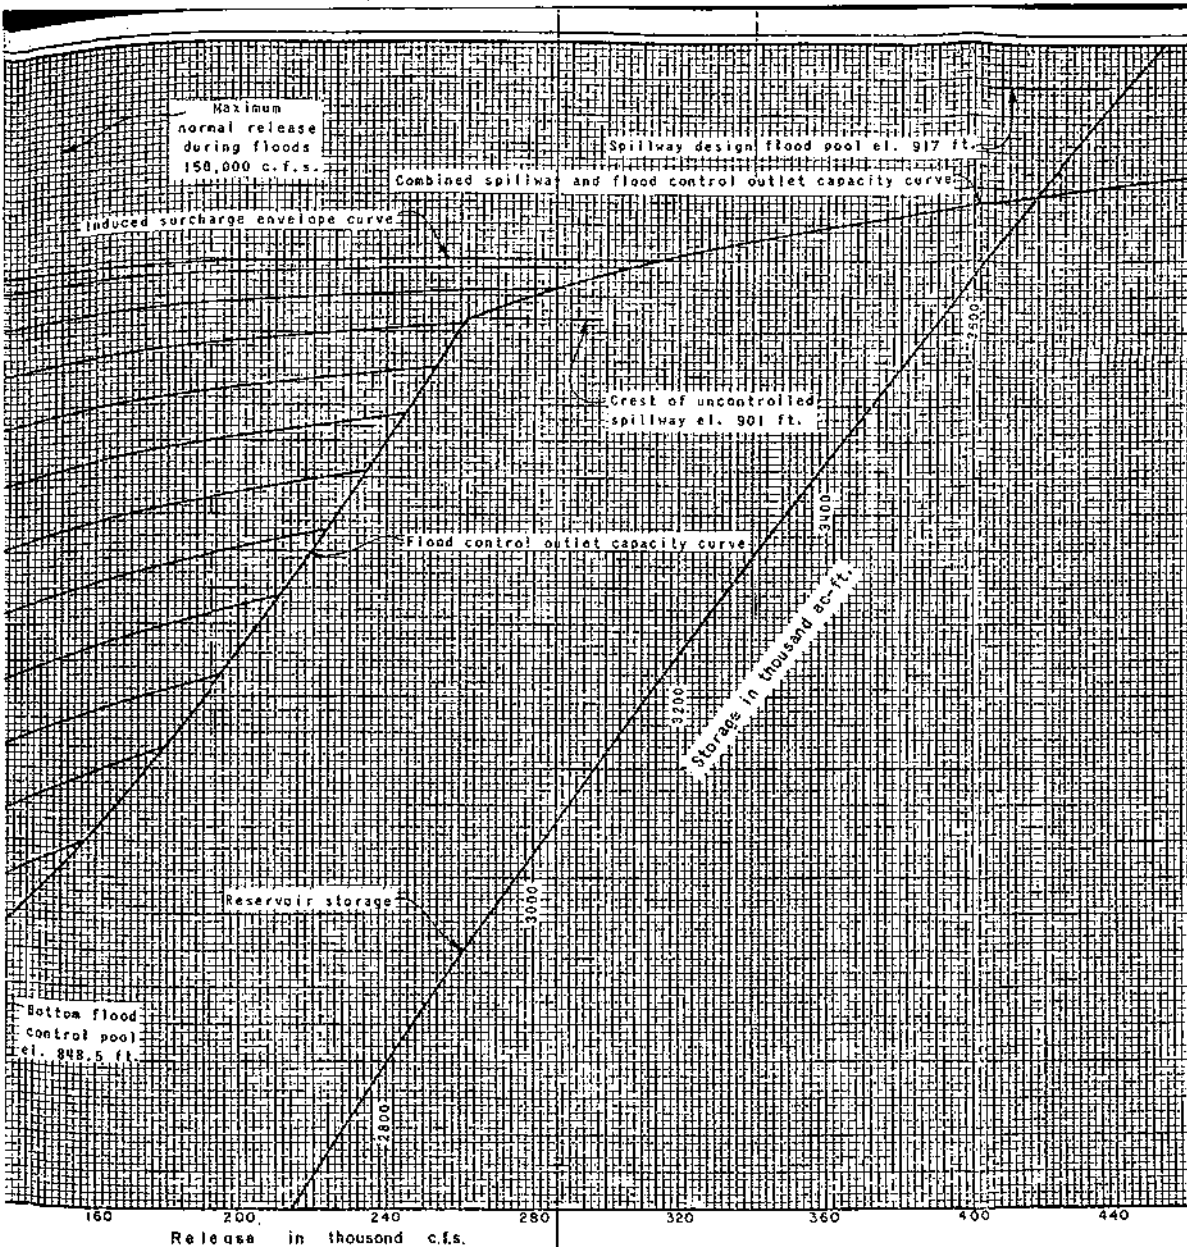 Maximum
normal release
during floods
150,000 c.f.s.
Spillway design flood pool el. 917 ft.
Combined spillway and flood control outlet capacity curve
Induced surcharge envelope curve
3600
Crest of uncontrolled
spillway el. 901 ft.
3400
Flood control outlet capacity curve
Storage in thousand ac-ft.
3200
Reservoir storage
3000
Bottom flood
control pool
el. 848.5 ft.
2800
160 200 240 280 320 360 400 440
Release in thousand c.f.s.